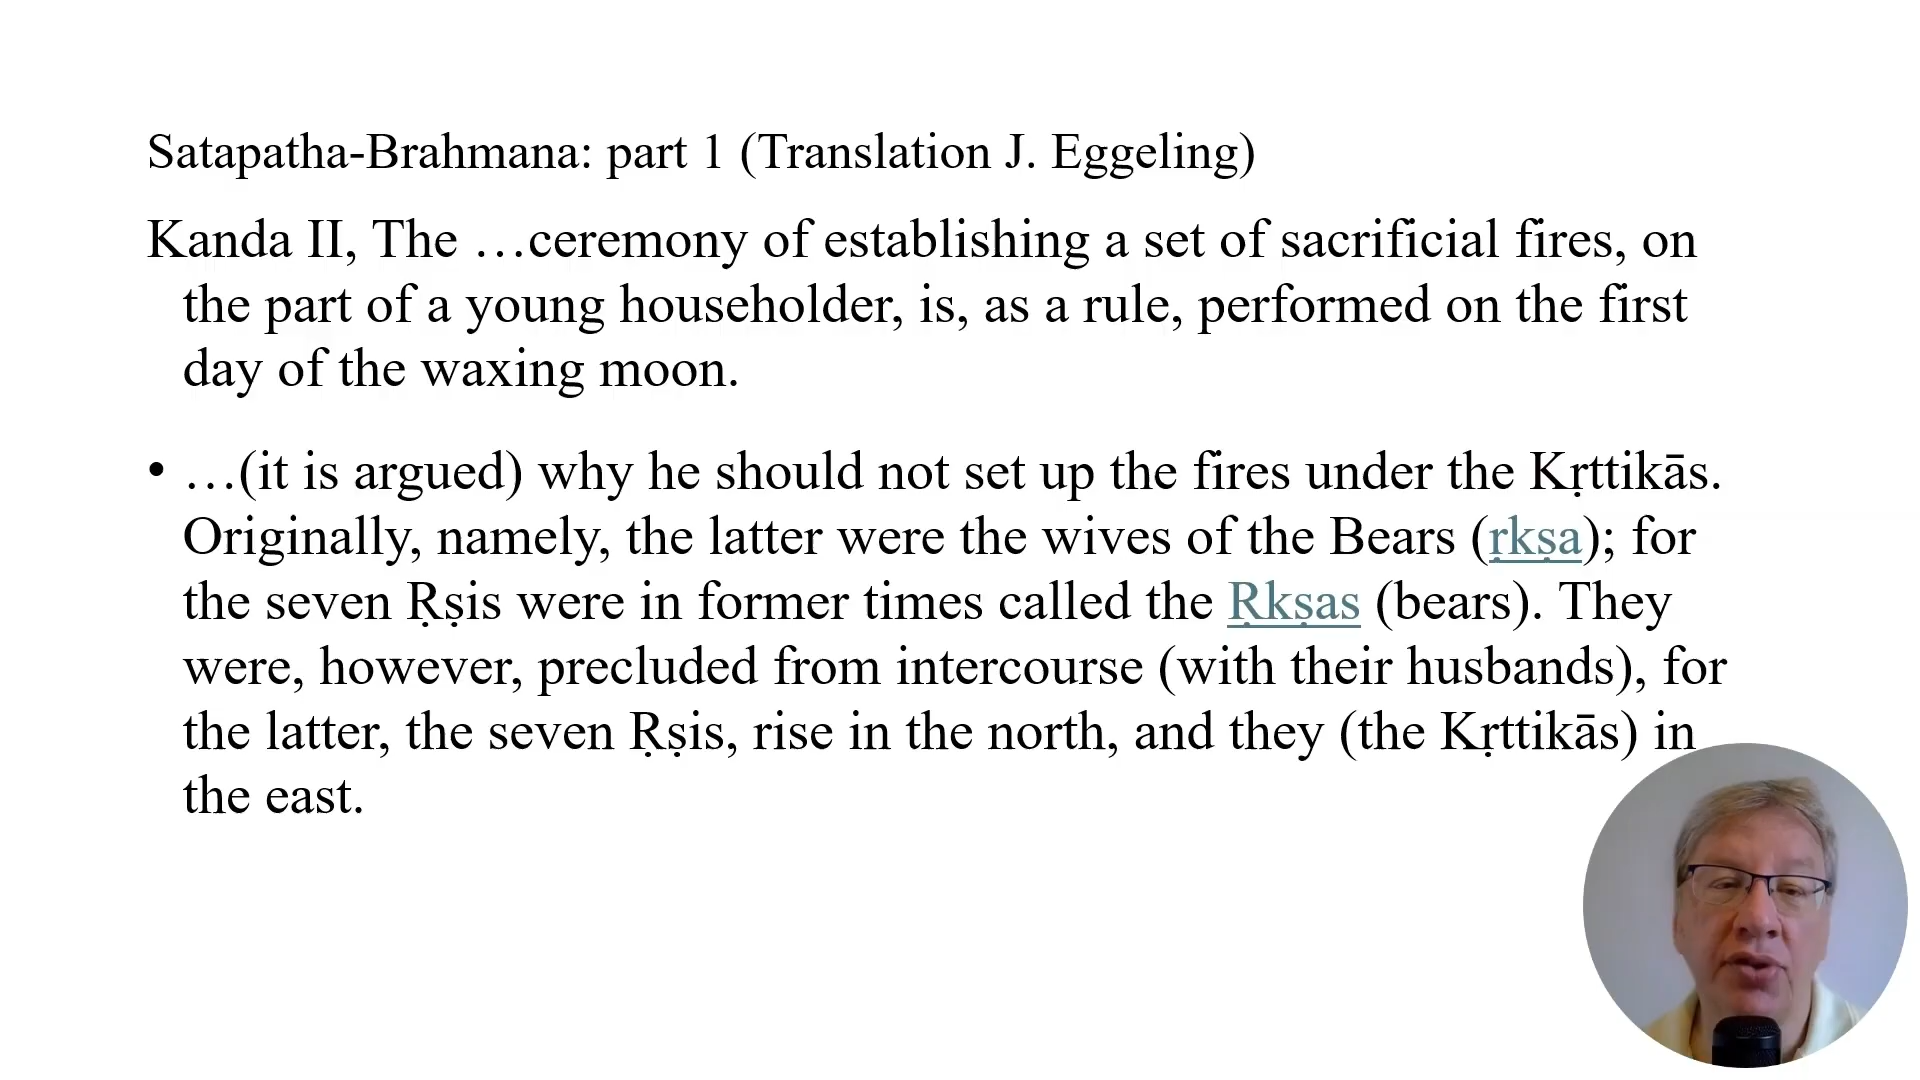 Satapatha-Brahmana: part 1 (Translation J. Eggeling)
Kanda II, The …ceremony of establishing a set of sacrificial fires, on
the part of a young householder, is, as a rule, performed on the first
day of the waxing moon.
• …(it is argued) why he should not set up the fires under the Kṛttikās.
Originally, namely, the latter were the wives of the Bears (ṛkṣa); for
the seven Ṛṣis were in former times called the Ṛkṣas (bears). They
were, however, precluded from intercourse (with their husbands), for
the latter, the seven Ṛṣis, rise in the north, and they (the Kṛttikās) in
the east.